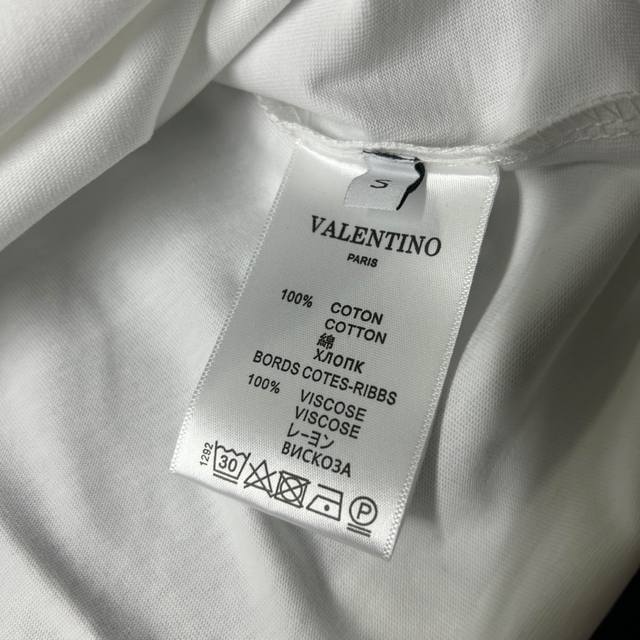 S
VALENTINO
PARIS
100% COTON
COTTON
綿
ХЛОПК
BORDS COTES-RIBBS
100% VISCOSE
VISCOSE
レーヨン
ВИСКОЗА
1292
30
P